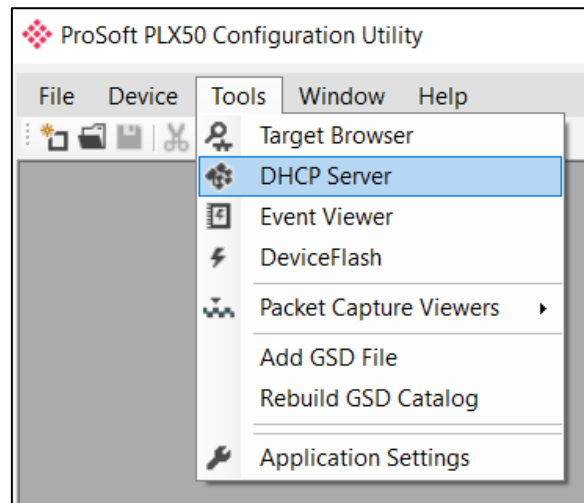 ProSoft PLX50 Configuration Utility
File Device Tools Window Help
Target Browser
DHCP Server
Event Viewer
DeviceFlash
Packet Capture Viewers
Add GSD File
Rebuild GSD Catalog
Application Settings